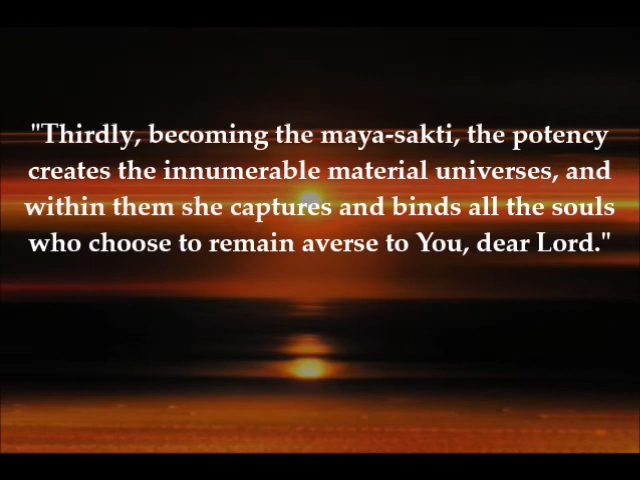 "Thirdly, becoming the maya-sakti, the potency
creates the innumerable material universes, and
within them she captures and binds all the souls
who choose to remain averse to You, dear Lord."